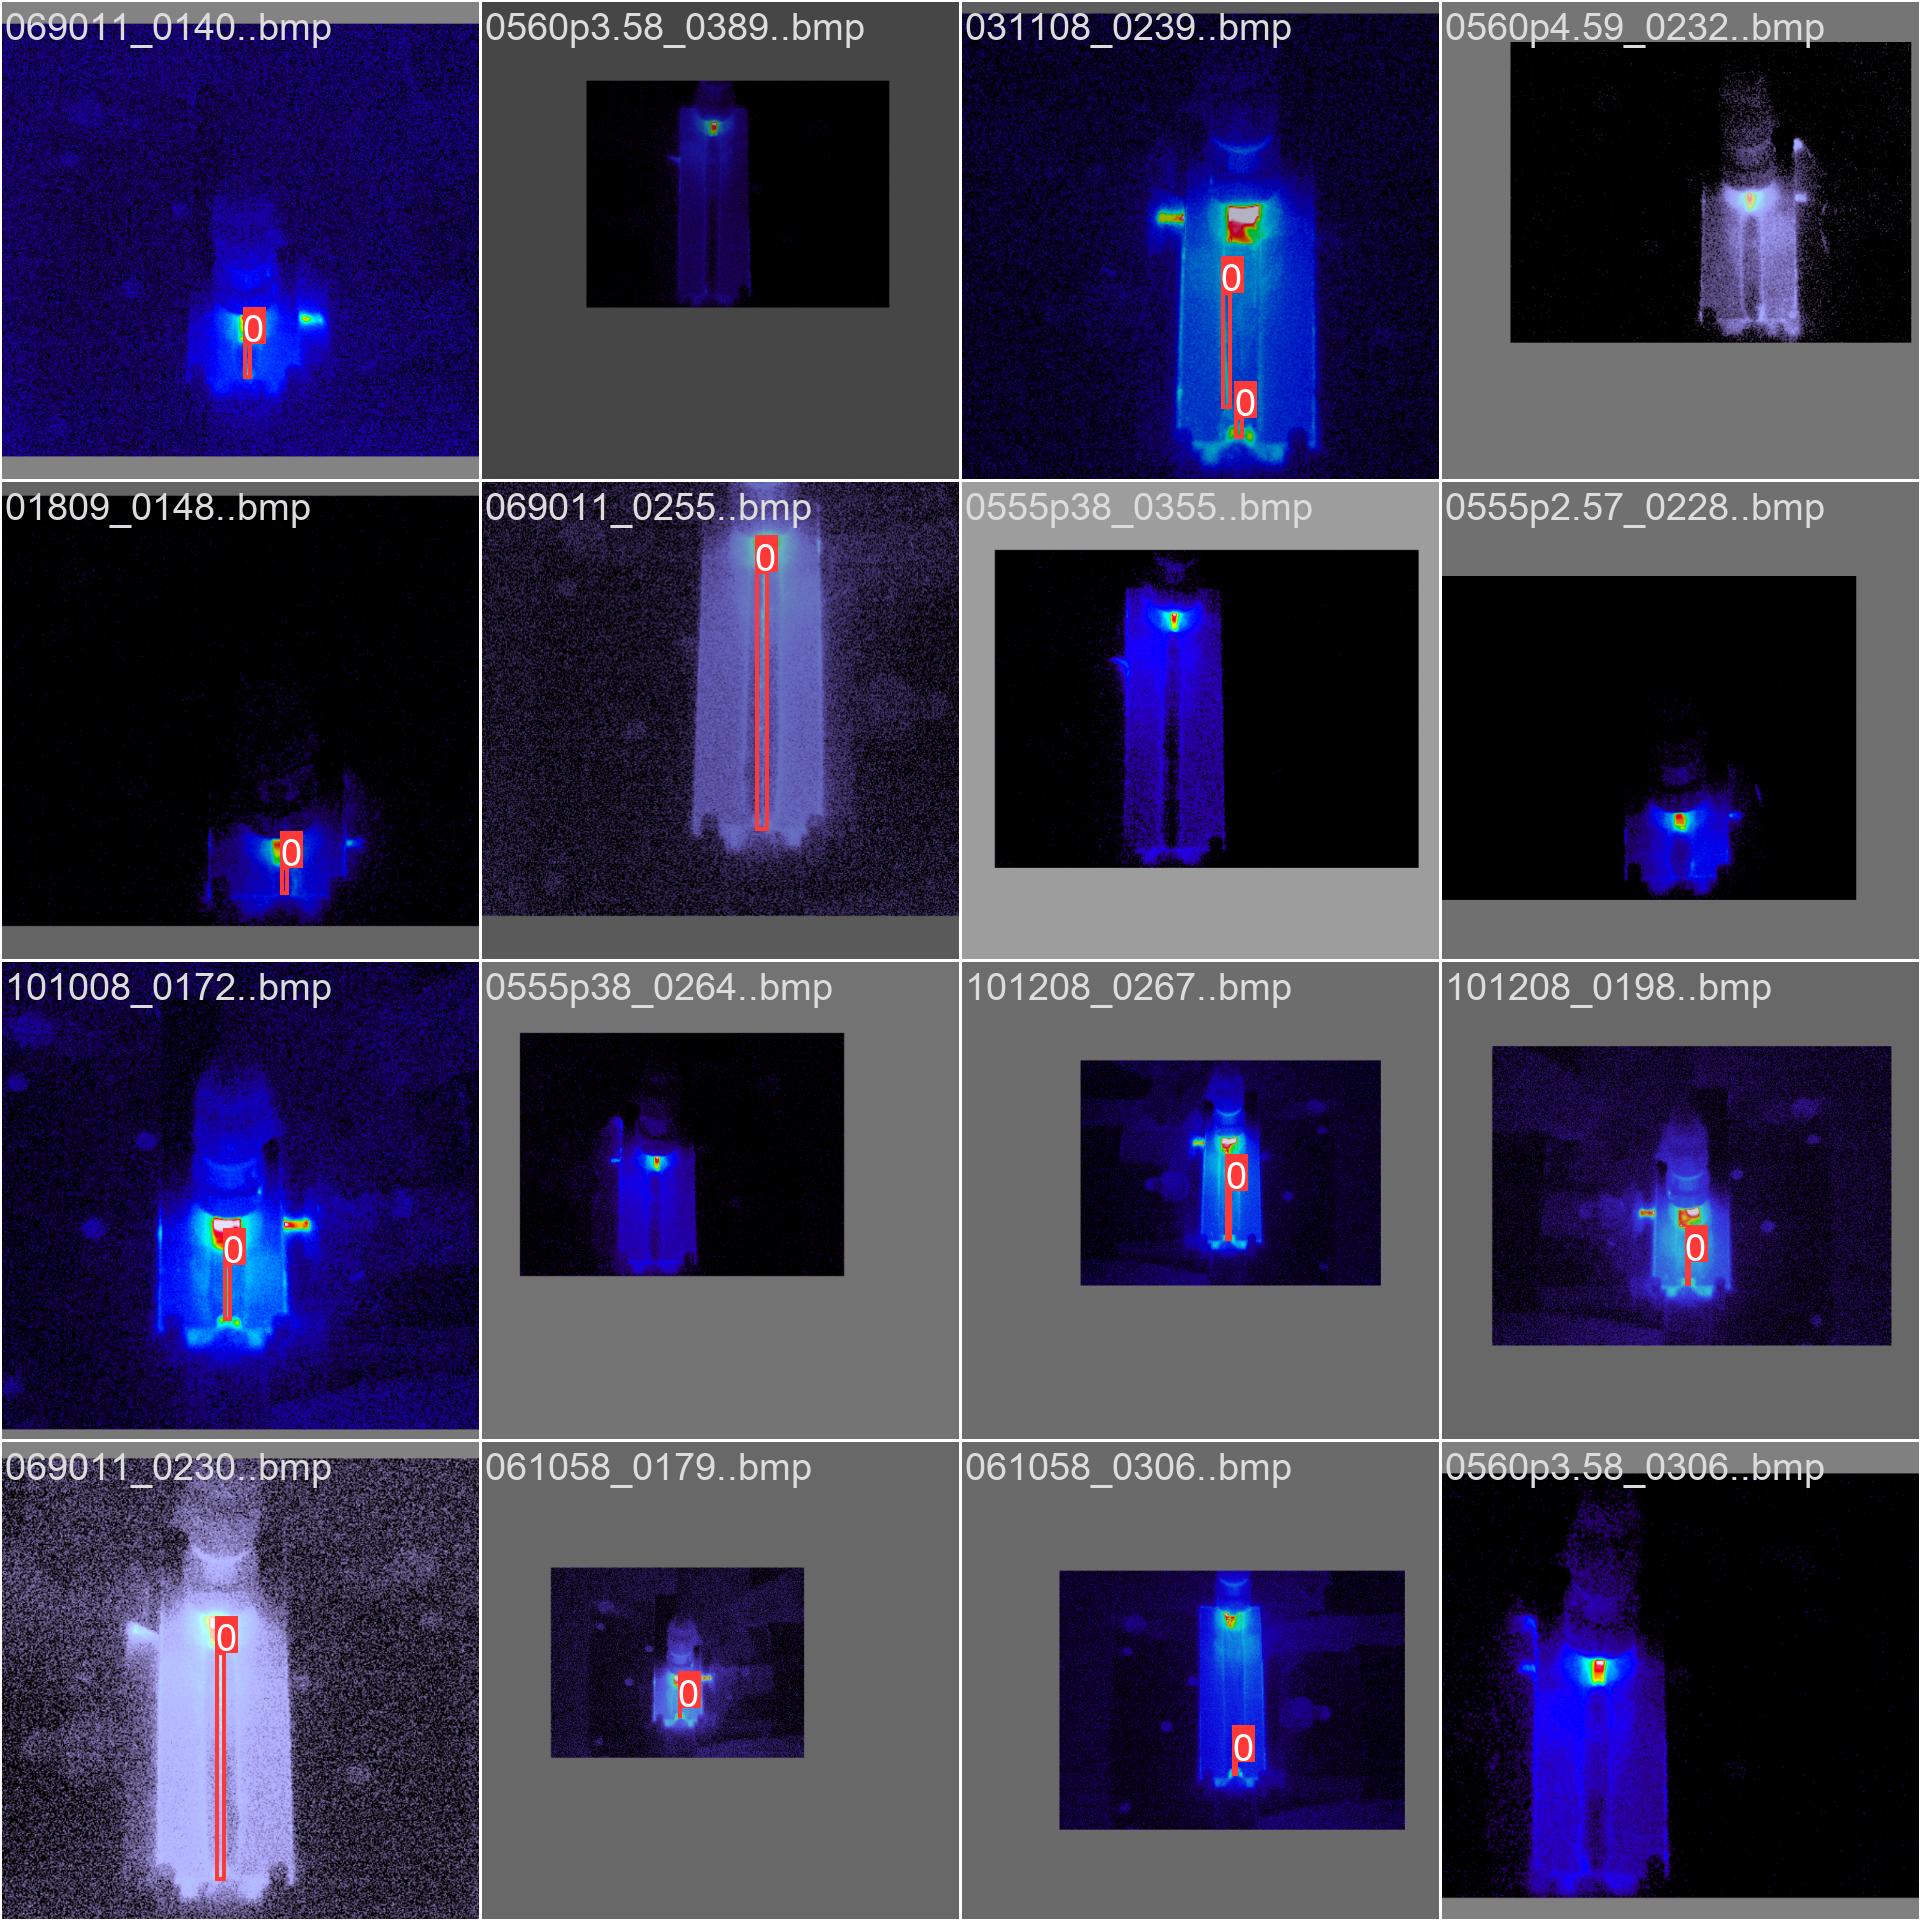 069011_0140..bmp
0560p3.58_0389..bmp
031108_0239..bmp
0560p4.59_0232..bmp
0
0
0
01809_0148..bmp
069011_0255..bmp
0555p38_0355..bmp
0555p2.57_0228..bmp
0
0
101008_0172..bmp
0555p38_0264..bmp
101208_0267..bmp
101208_0198..bmp
0
0
0
069011_0230..bmp
061058_0179..bmp
061058_0306..bmp
0560p3.58_0306..bmp
0
0
0